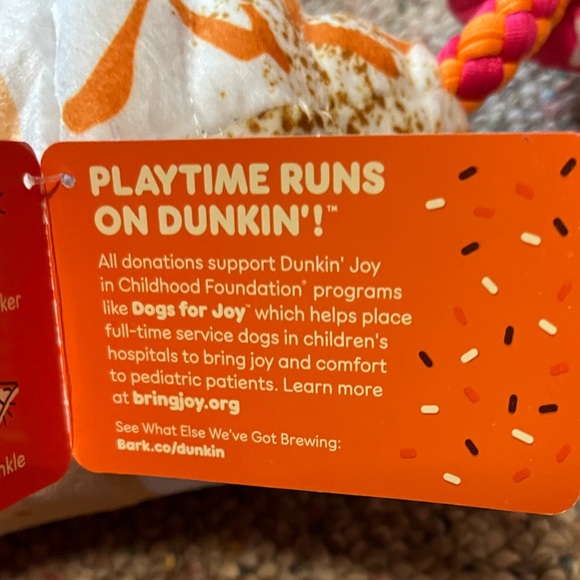 PLAYTIME RUNS
ON DUNKIN'!™
All donations support Dunkin' Joy
in Childhood Foundation® programs
like Dogs for Joy™ which helps place
full-time service dogs in children's
hospitals to bring joy and comfort
to pediatric patients. Learn more
at bringjoy.org
See What Else We've Got Brewing:
Bark.co/dunkin